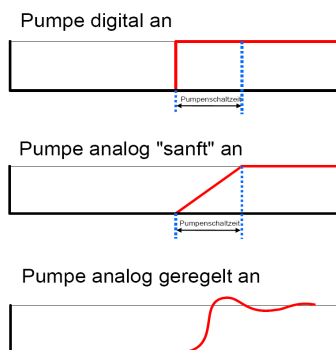 Pumpe digital an
Pumpenschaltzeit
Pumpe analog "sanft" an
Pumpenschaltzeit
Pumpe analog geregelt an